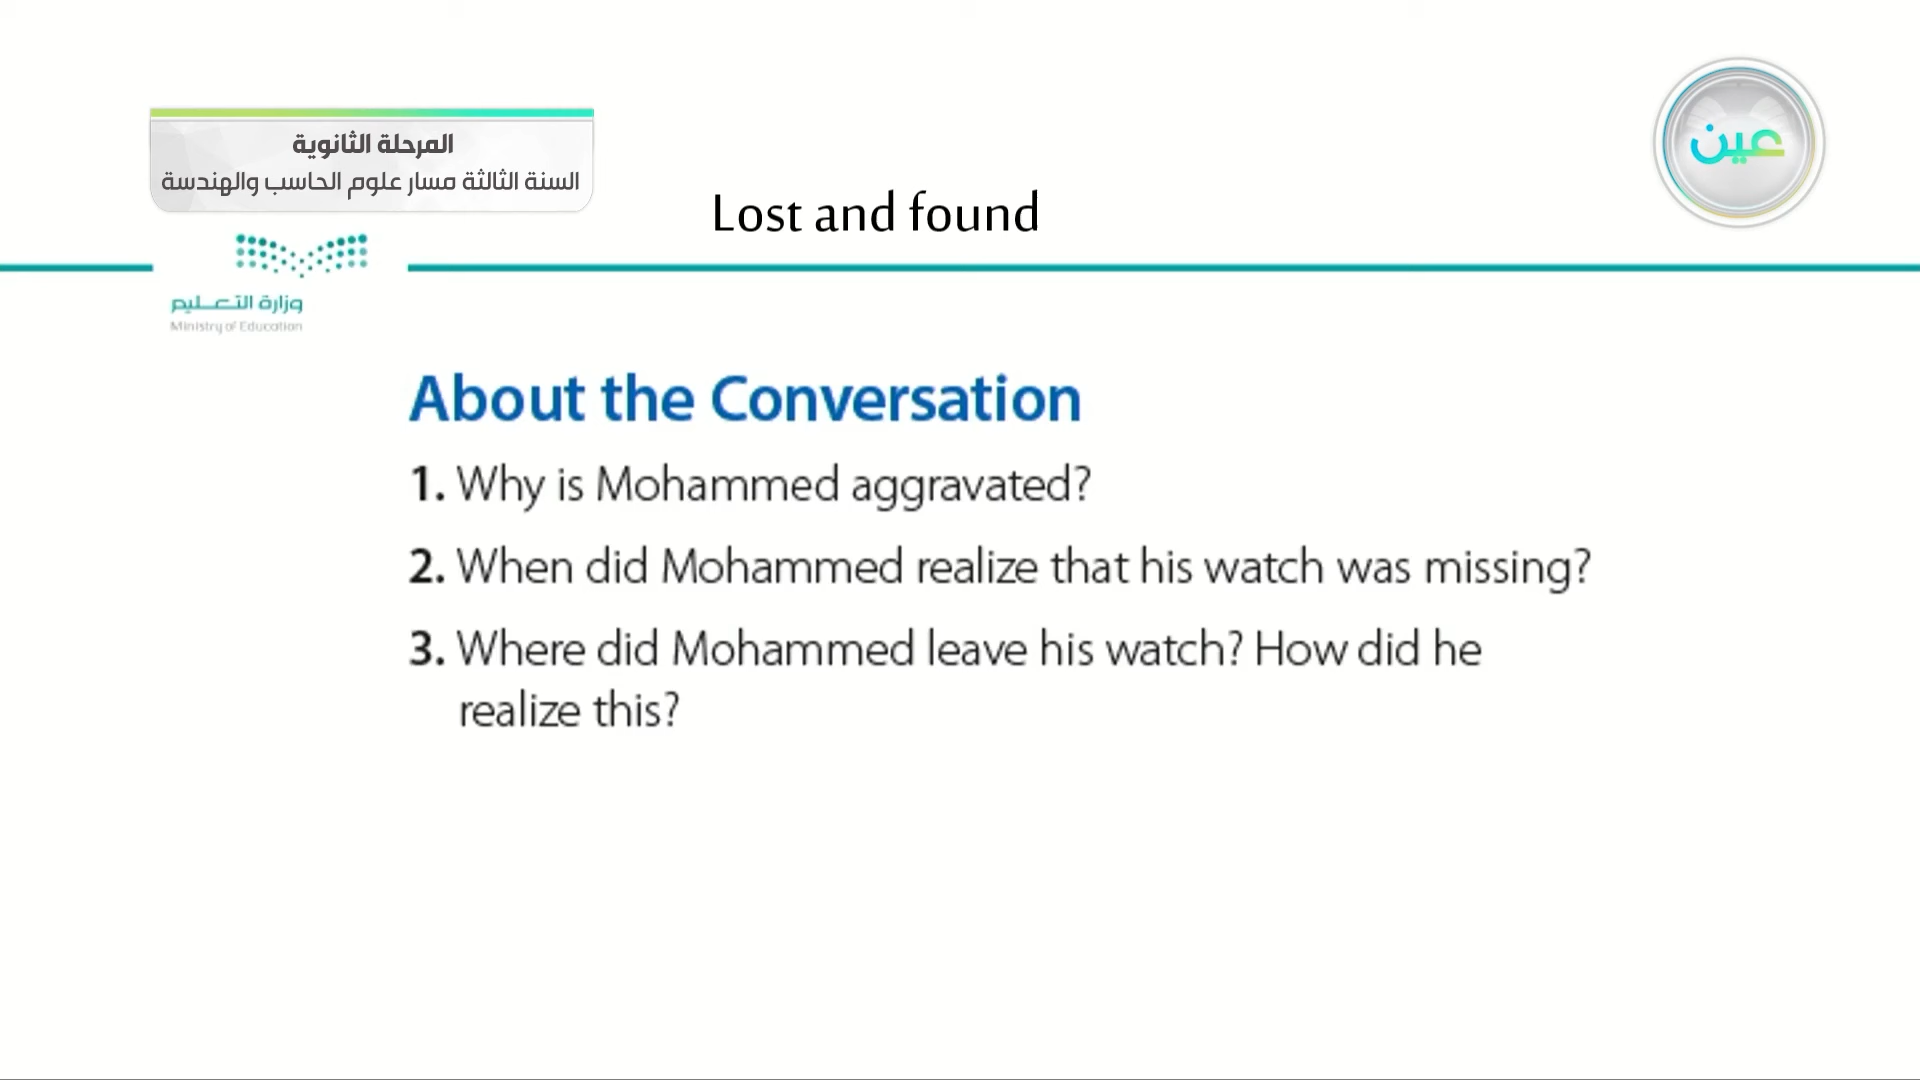 المرحلة الثانوية
السنة الثالثة مسار علوم الحاسب والهندسة
عين
Lost and found
وزارة التعليم
Ministry of Education
About the Conversation
1. Why is Mohammed aggravated?
2. When did Mohammed realize that his watch was missing?
3. Where did Mohammed leave his watch? How did he
realize this?